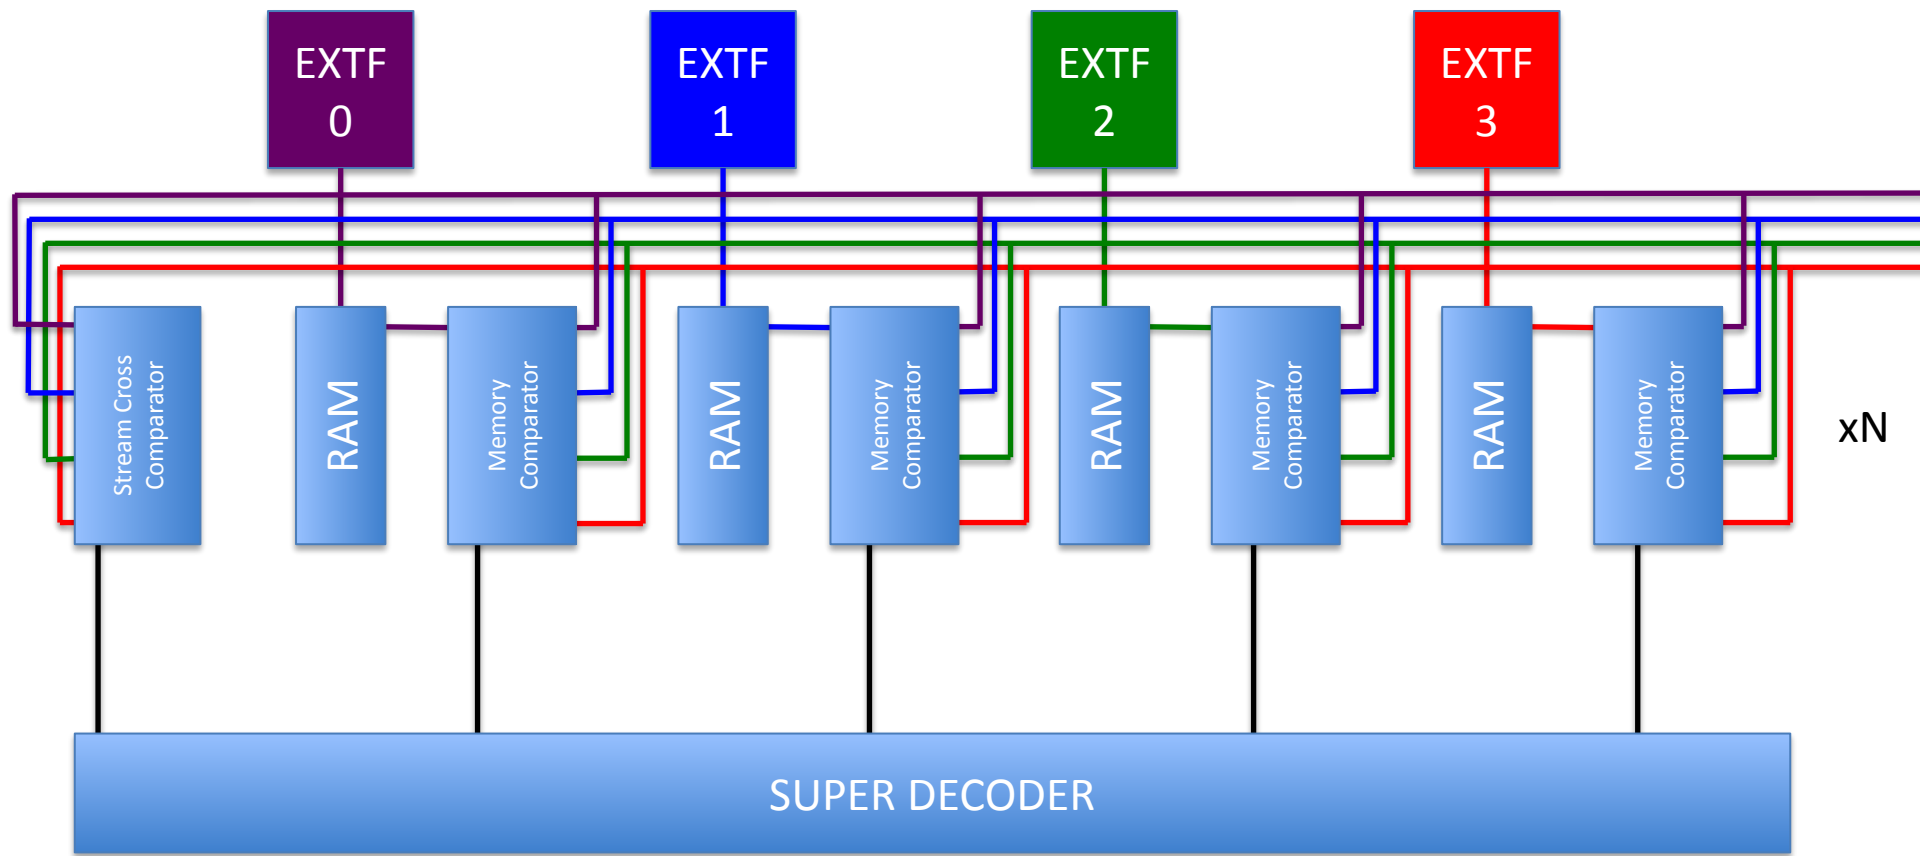 EXTF
0
EXTF
1
EXTF
2
EXTF
3
Stream Cross
Comparator
RAM
Memory
Comparator
RAM
Memory
Comparator
RAM
Memory
Comparator
RAM
Memory
Comparator
xN
SUPER DECODER